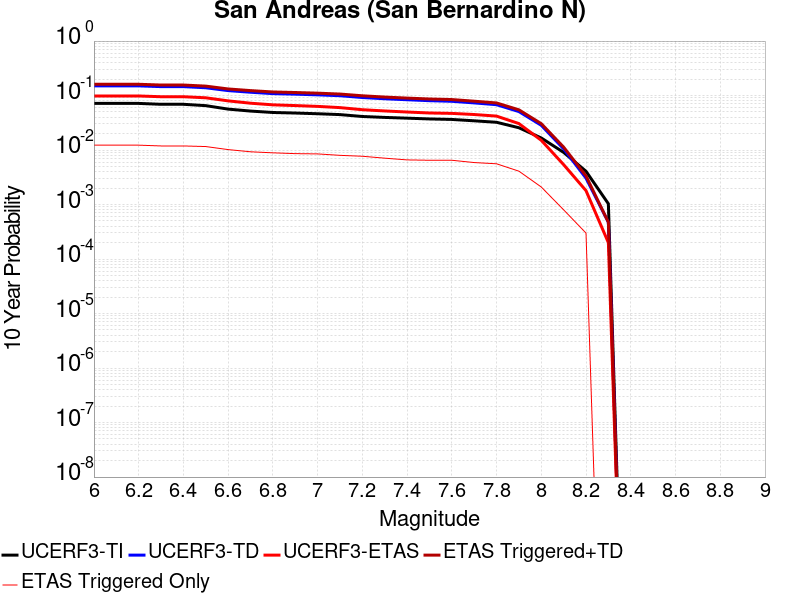 San Andreas (San Bernardino N)
10^0
10^-1
10^-2
10^-3
10^-4
10^-5
10^-6
10^-7
10^-8
10 Year Probability
6 6.2 6.4 6.6 6.8 7 7.2 7.4 7.6 7.8 8 8.2 8.4 8.6 8.8 9
Magnitude
UCERF3-TI UCERF3-TD UCERF3-ETAS ETAS Triggered+TD
ETAS Triggered Only